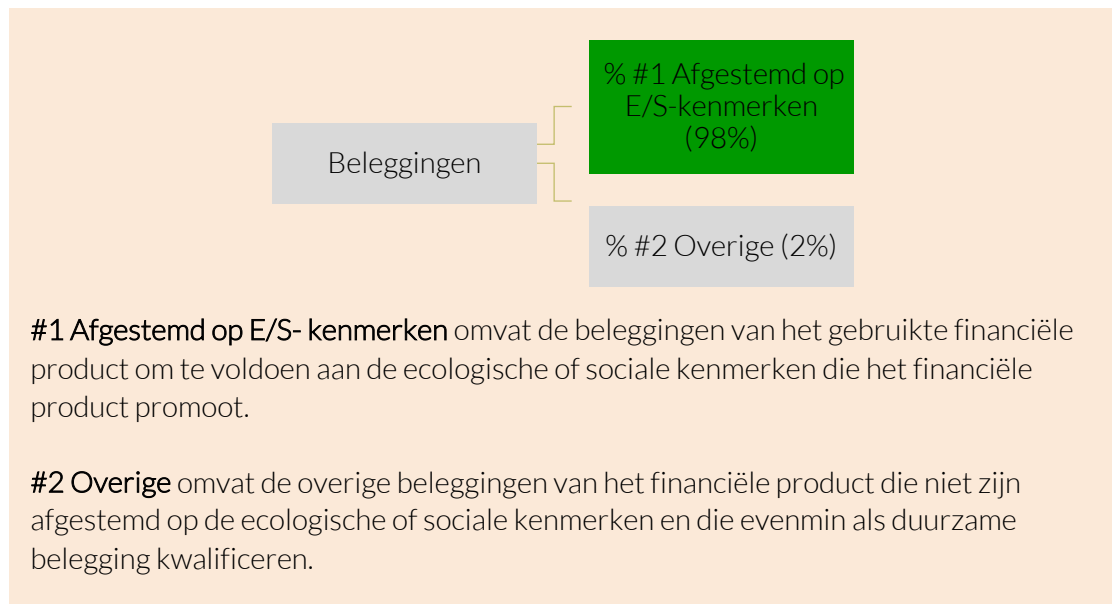 % #1 Afgestemd op
E/S-kenmerken
(98%)
Beleggingen
% #2 Overige (2%)
#1 Afgestemd op E/S- kenmerken omvat de beleggingen van het gebruikte financiële
product om te voldoen aan de ecologische of sociale kenmerken die het financiële
product promoot.
#2 Overige omvat de overige beleggingen van het financiële product die niet zijn
afgestemd op de ecologische of sociale kenmerken en die evenmin als duurzame
belegging kwalificeren.